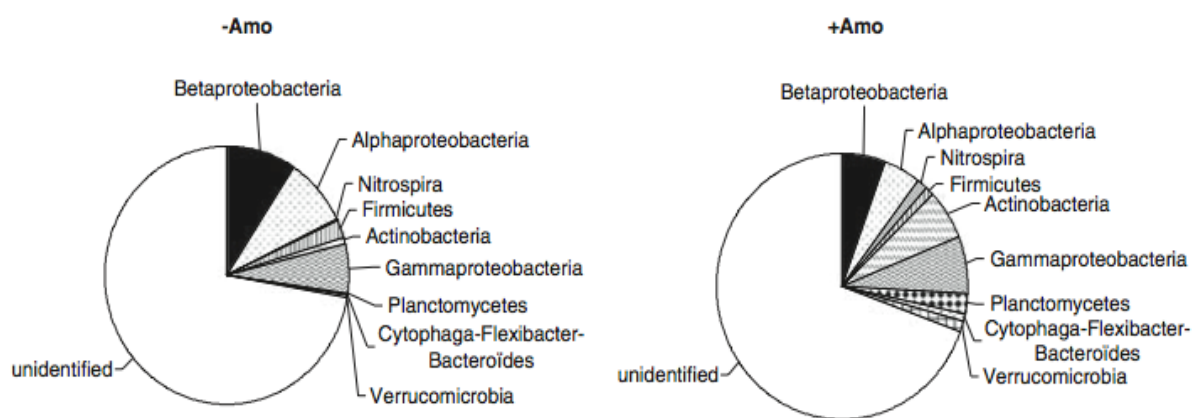 -Amo
Betaproteobacteria
Alphaproteobacteria
Nitrospira
Firmicutes
Actinobacteria
Gammaproteobacteria
Planctomycetes
Cytophaga-Flexibacter-
Bacteroïdes
Verrucomicrobia
unidentified
+Amo
Betaproteobacteria
Alphaproteobacteria
Nitrospira
Firmicutes
Actinobacteria
Gammaproteobacteria
Planctomycetes
Cytophaga-Flexibacter-
Bacteroïdes
Verrucomicrobia
unidentified